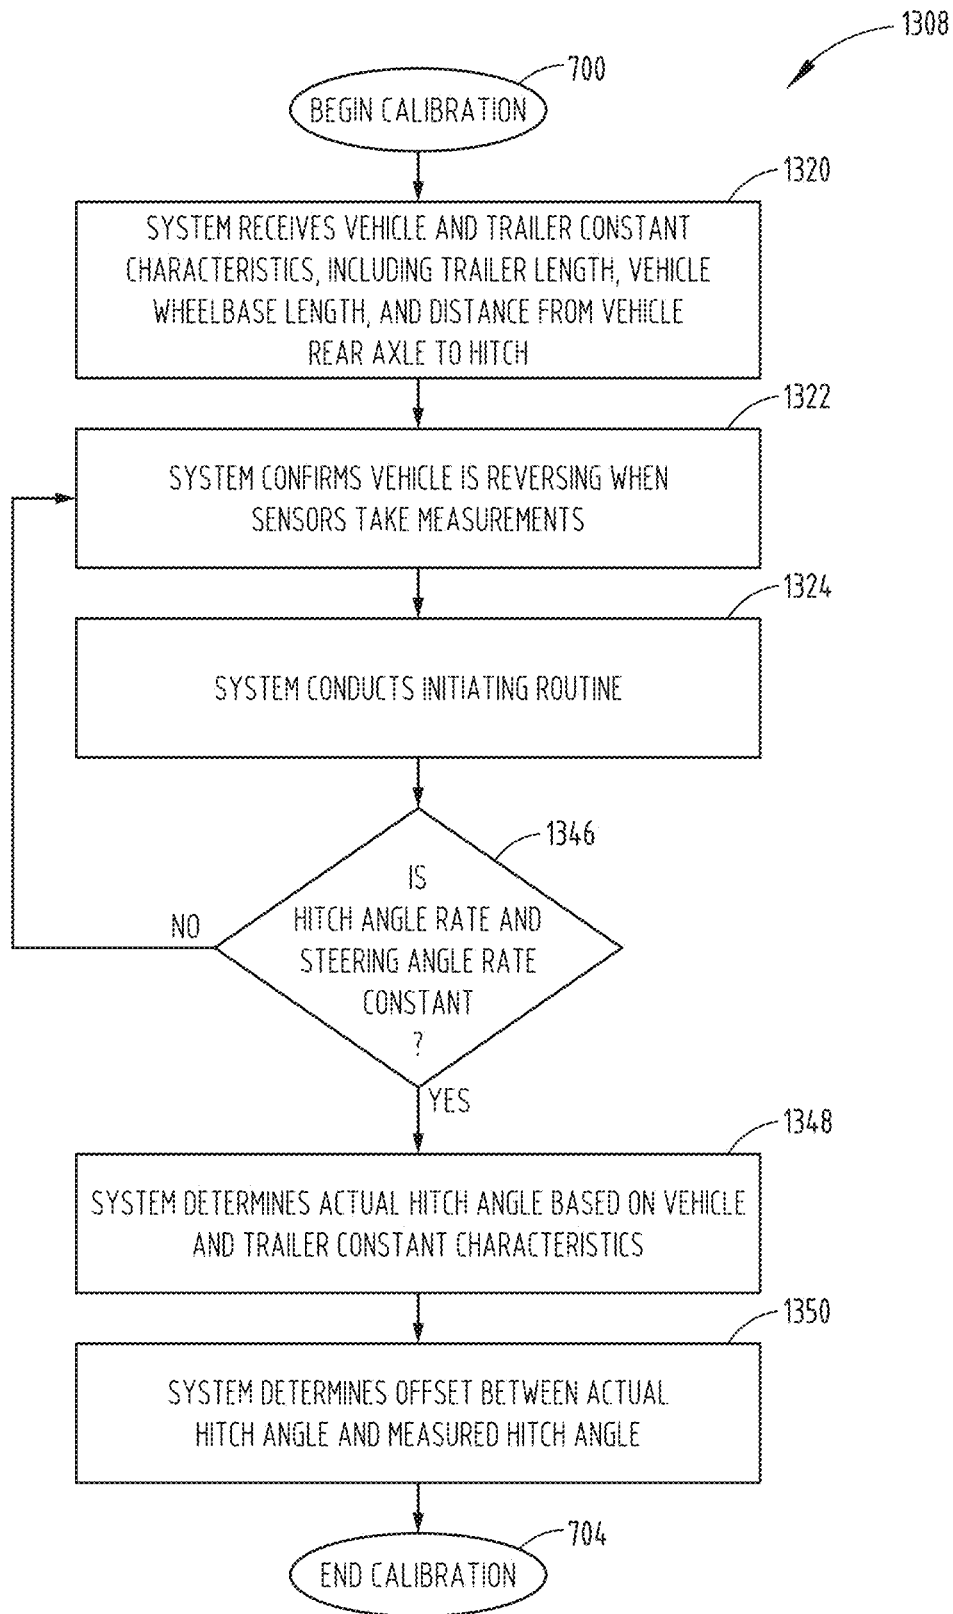 1308
700
BEGIN CALIBRATION
1320
SYSTEM RECEIVES VEHICLE AND TRAILER CONSTANT
CHARACTERISTICS, INCLUDING TRAILER LENGTH, VEHICLE
WHEELBASE LENGTH, AND DISTANCE FROM VEHICLE
REAR AXLE TO HITCH
1322
SYSTEM CONFIRMS VEHICLE IS REVERSING WHEN
SENSORS TAKE MEASUREMENTS
1324
SYSTEM CONDUCTS INITIATING ROUTINE
1346
IS
HITCH ANGLE RATE AND
STEERING ANGLE RATE
CONSTANT
?
NO
YES
1348
SYSTEM DETERMINES ACTUAL HITCH ANGLE BASED ON VEHICLE
AND TRAILER CONSTANT CHARACTERISTICS
1350
SYSTEM DETERMINES OFFSET BETWEEN ACTUAL
HITCH ANGLE AND MEASURED HITCH ANGLE
704
END CALIBRATION